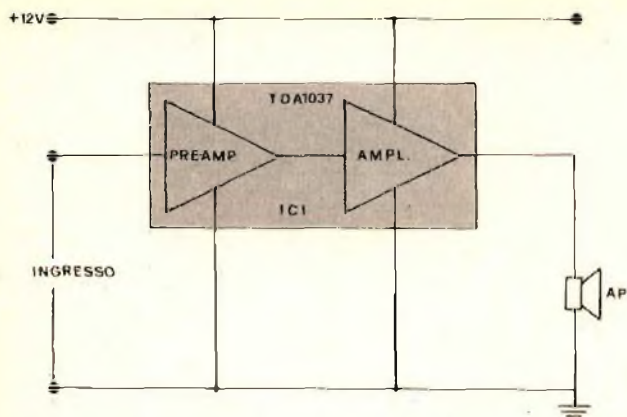 +12V
TDA1037
PREAMP.
AMPL.
IC1
INGRESSO
AP